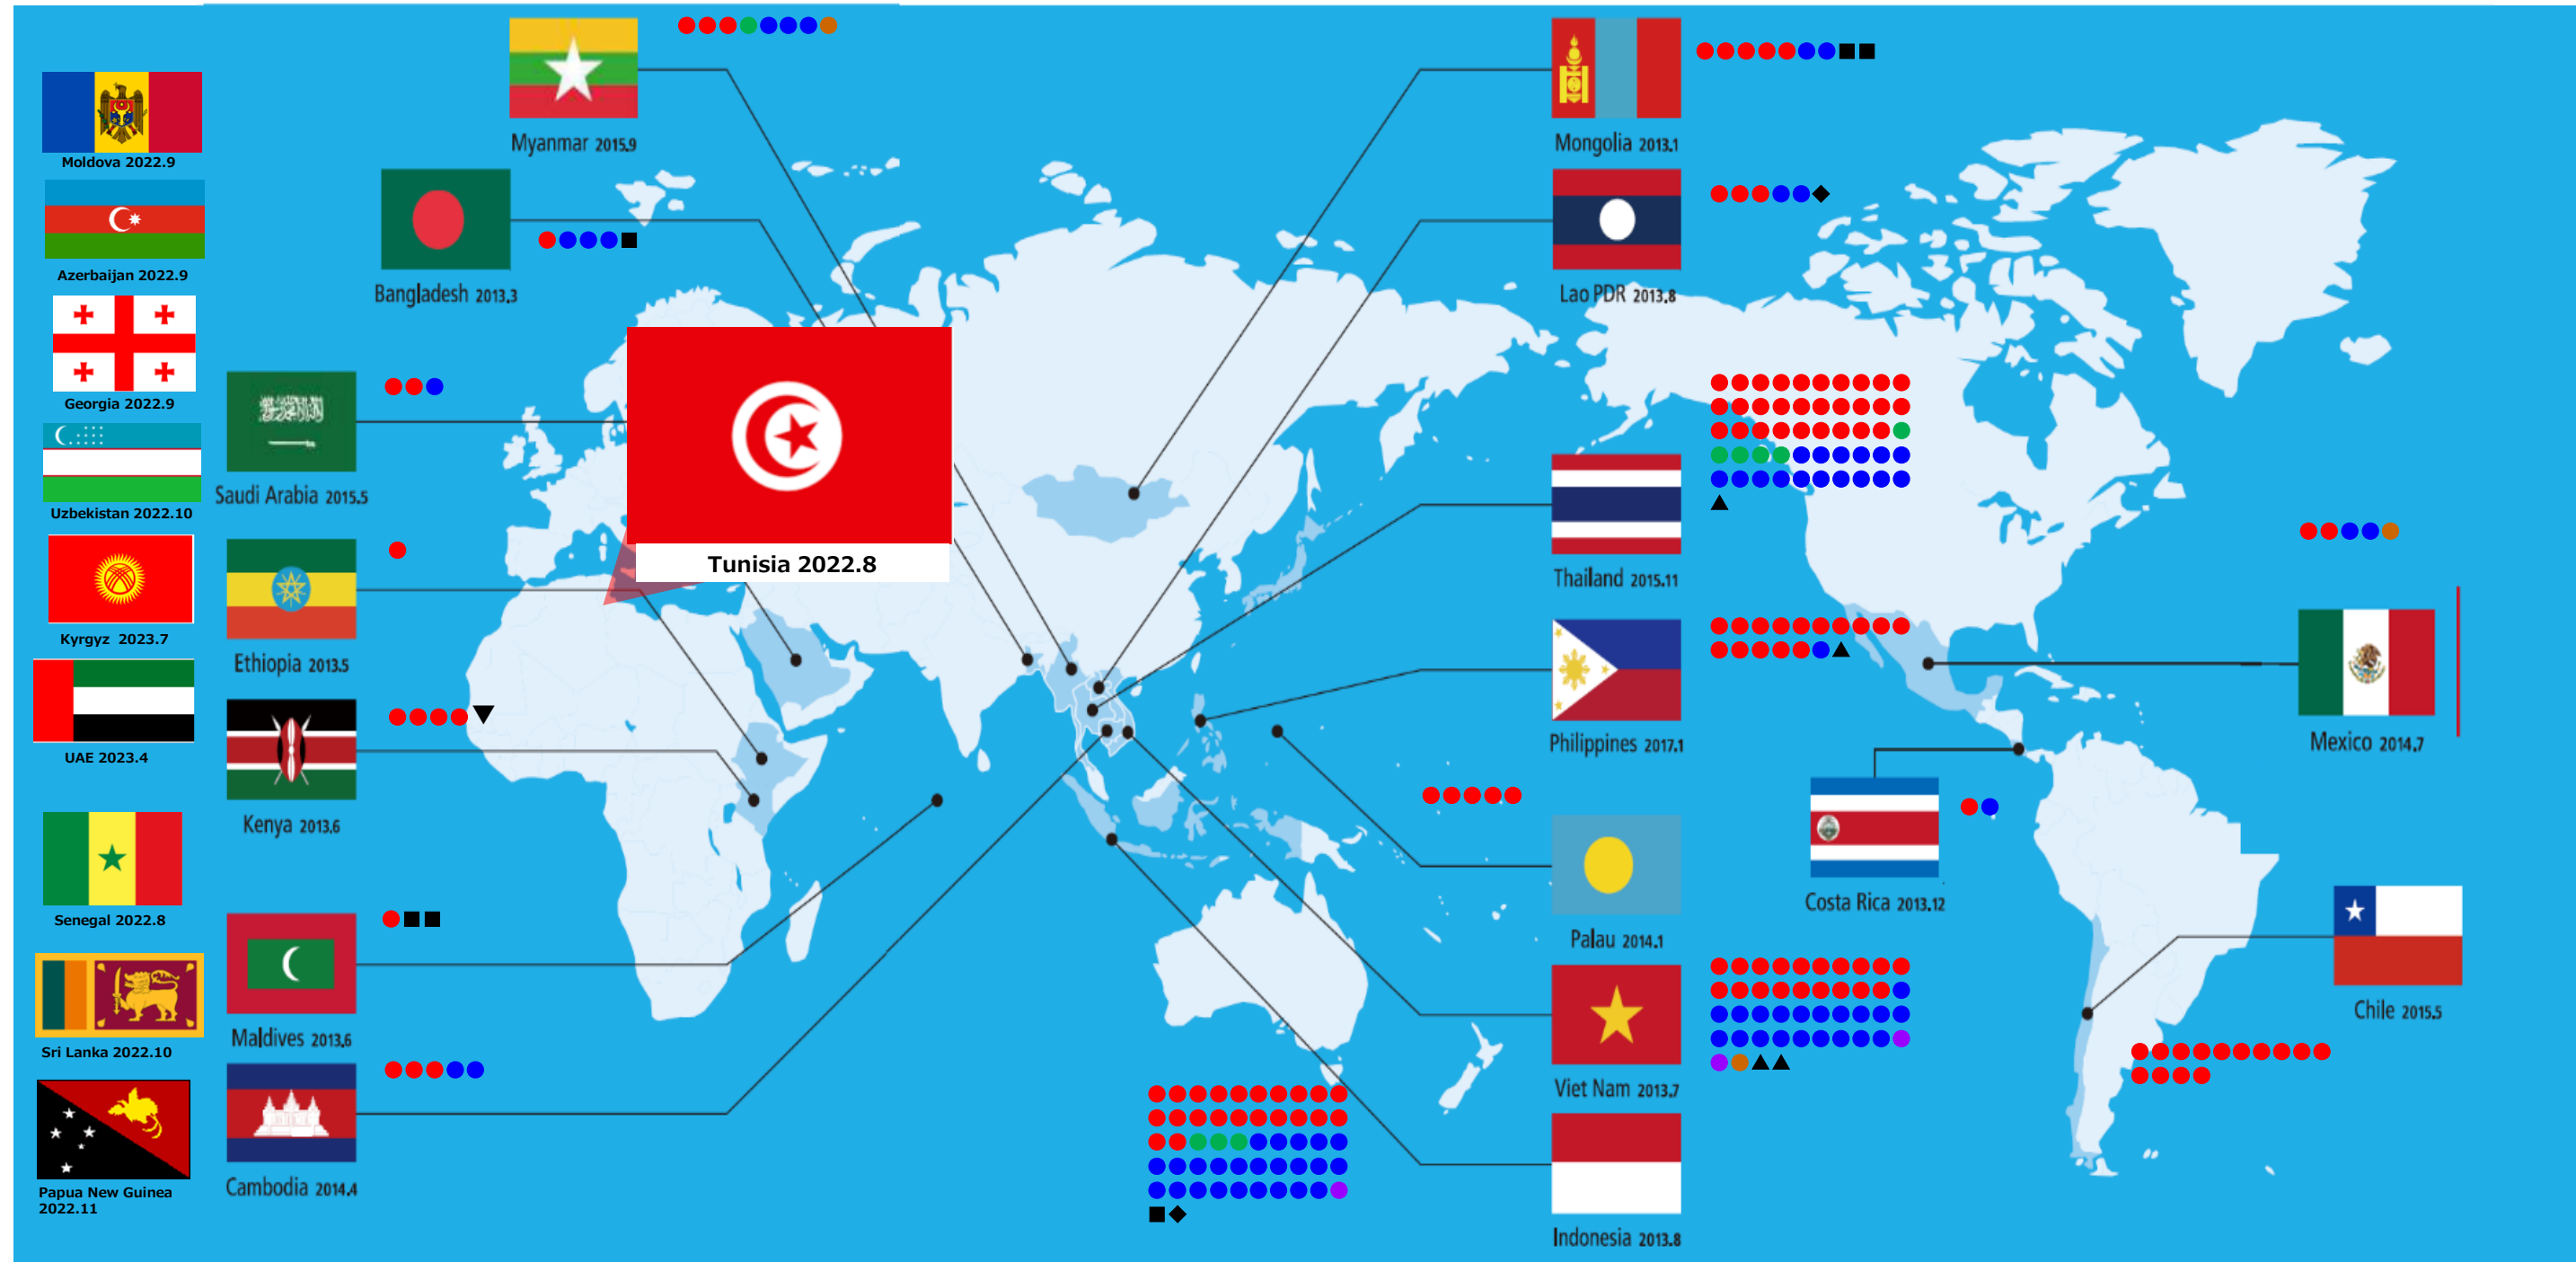 Myanmar 2015.9
Mongolia 2013.1
Moldova 2022.9
Azerbaijan 2022.9
Bangladesh 2013.3
Lao PDR 2013.8
Georgia 2022.9
Saudi Arabia 2015.5
Uzbekistan 2022.10
Tunisia 2022.8
Thailand 2015.11
Kyrgyz 2023.7
Ethiopia 2013.5
UAE 2023.4
Philippines 2017.1
Mexico 2014.7
Kenya 2013.6
Senegal 2022.8
Costa Rica 2013.12
Palau 2014.1
Sri Lanka 2022.10
Maldives 2013.6
Chile 2015.5
Viet Nam 2013.7
Papua New Guinea
2022.11
Cambodia 2014.4
Indonesia 2013.8